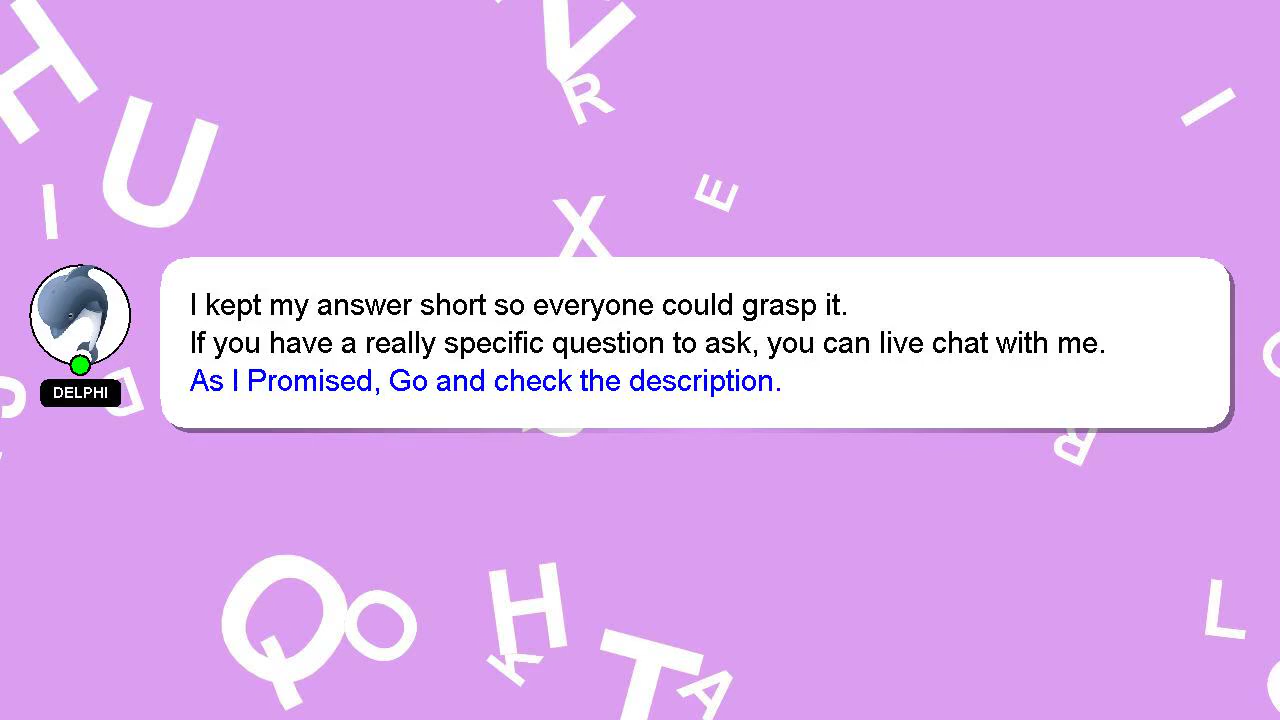 H
U
V
R
I
I
E
X
I kept my answer short so everyone could grasp it.
If you have a really specific question to ask, you can live chat with me.
As I Promised, Go and check the description.
DELPHI
D
R
Q
O
H
K
T
A
L